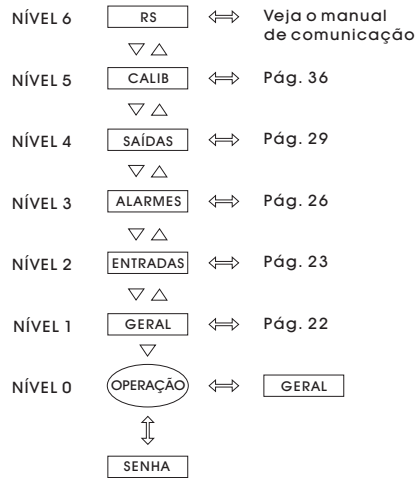 NÍVEL 6 RS Veja o manual
de comunicação
NÍVEL 5 CALIB Pág. 36
NÍVEL 4 SAÍDAS Pág. 29
NÍVEL 3 ALARMES Pág. 26
NÍVEL 2 ENTRADAS Pág. 23
NÍVEL 1 GERAL Pág. 22
NÍVEL 0 OPERAÇÃO GERAL
SENHA